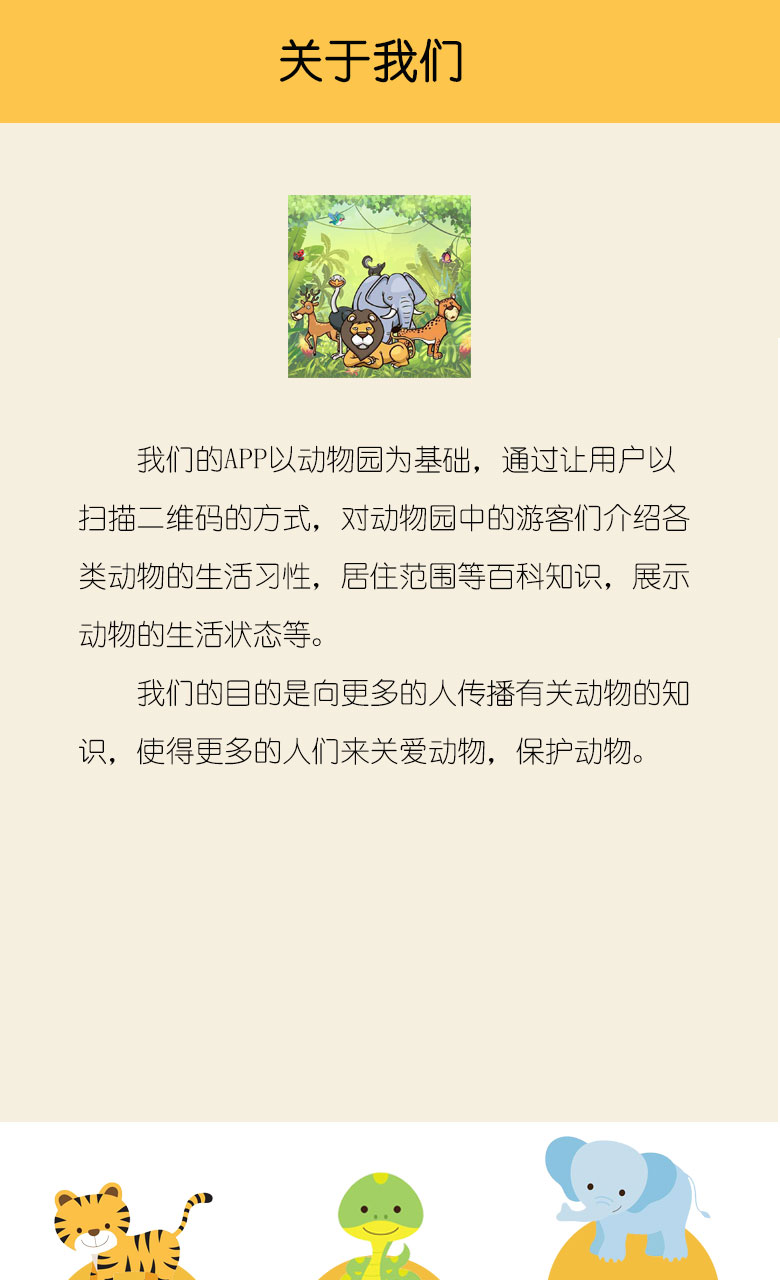 关于我们
我们的APP以动物园为基础，通过让用户以
扫描二维码的方式，对动物园中的游客们介绍各
类动物的生活习性，居住范围等百科知识，展示
动物的生活状态等。
我们的目的是向更多的人传播有关动物的知
识，使得更多的人们来关爱动物，保护动物。